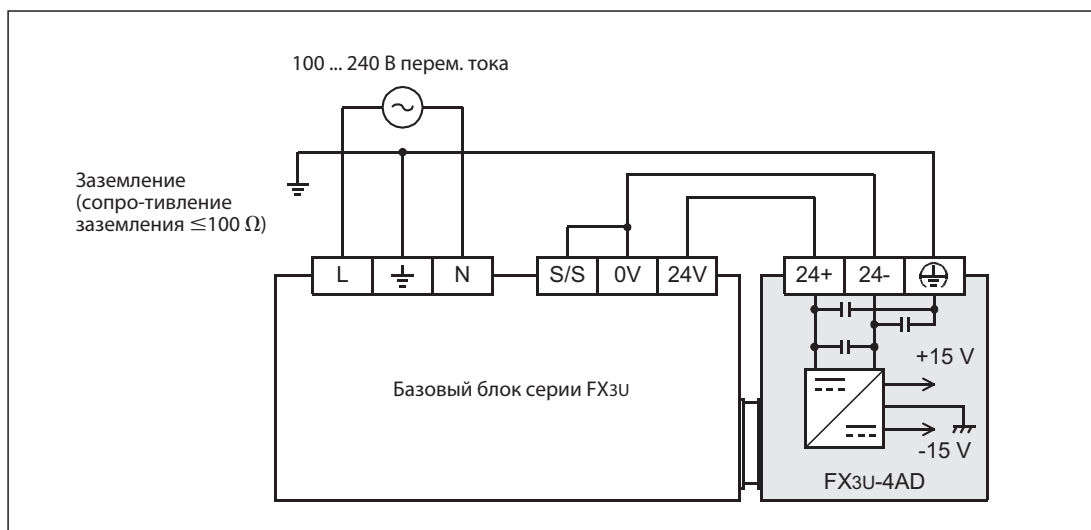 100 ... 240 В перем. тока
Заземление
(сопро-тивление
заземления ≤100 Ω)
L N S/S 0V 24V 24+ 24-
+15 V
Базовый блок серии FX3U
-15 V
FX3U-4AD